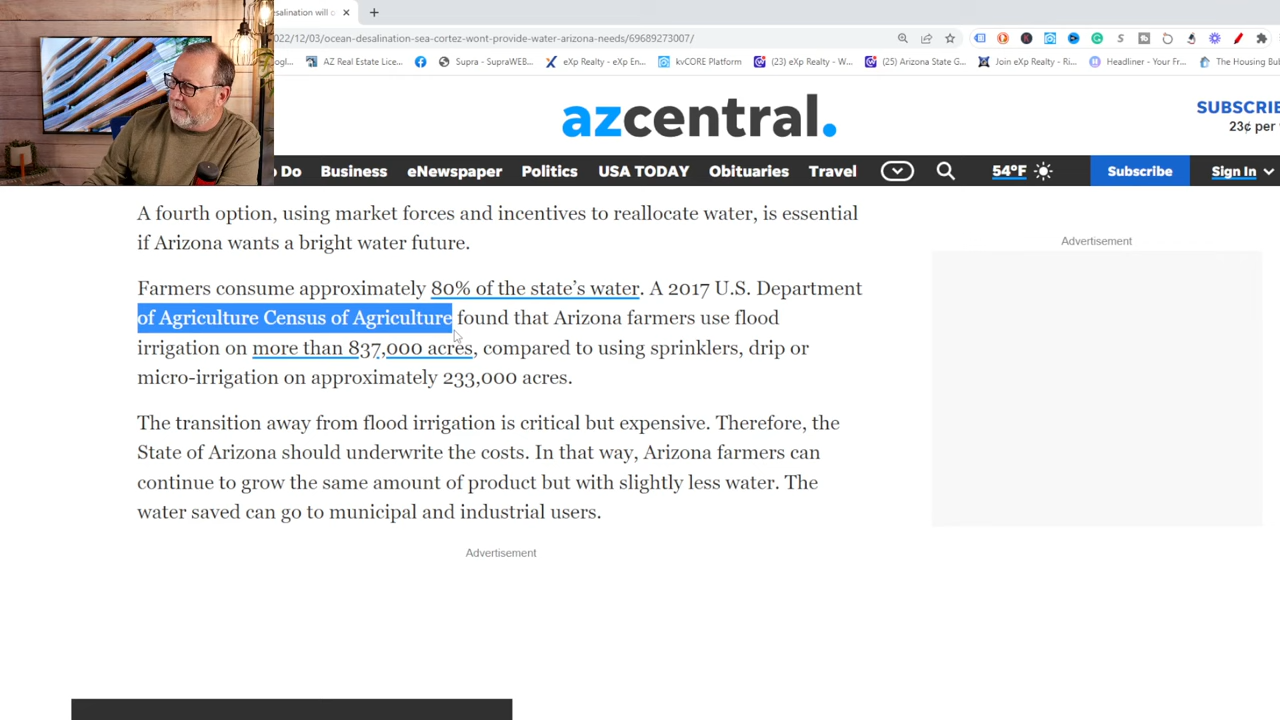 esalination will c
022/12/03/ocean-desalination-sea-cortez-wont-provide-water-arizona-needs/69689273007/
ogl...
AZ Real Estate Lice...
Supra - SupraWEB...
eXp Realty - eXp En...
kvCORE Platform
(23) eXp Realty - W...
(25) Arizona State G...
Join eXp Realty - Ri...
Headliner - Your Fr...
The Housing Bu
azcentral.
SUBSCRIBE
23¢ per
Do Business eNewspaper Politics USA TODAY Obituaries Travel 54°F Subscribe Sign In
A fourth option, using market forces and incentives to reallocate water, is essential
if Arizona wants a bright water future.
Farmers consume approximately 80% of the state’s water. A 2017 U.S. Department
of Agriculture Census of Agriculture found that Arizona farmers use flood
irrigation on more than 837,000 acres, compared to using sprinklers, drip or
micro-irrigation on approximately 233,000 acres.
The transition away from flood irrigation is critical but expensive. Therefore, the
State of Arizona should underwrite the costs. In that way, Arizona farmers can
continue to grow the same amount of product but with slightly less water. The
water saved can go to municipal and industrial users.
Advertisement
Advertisement